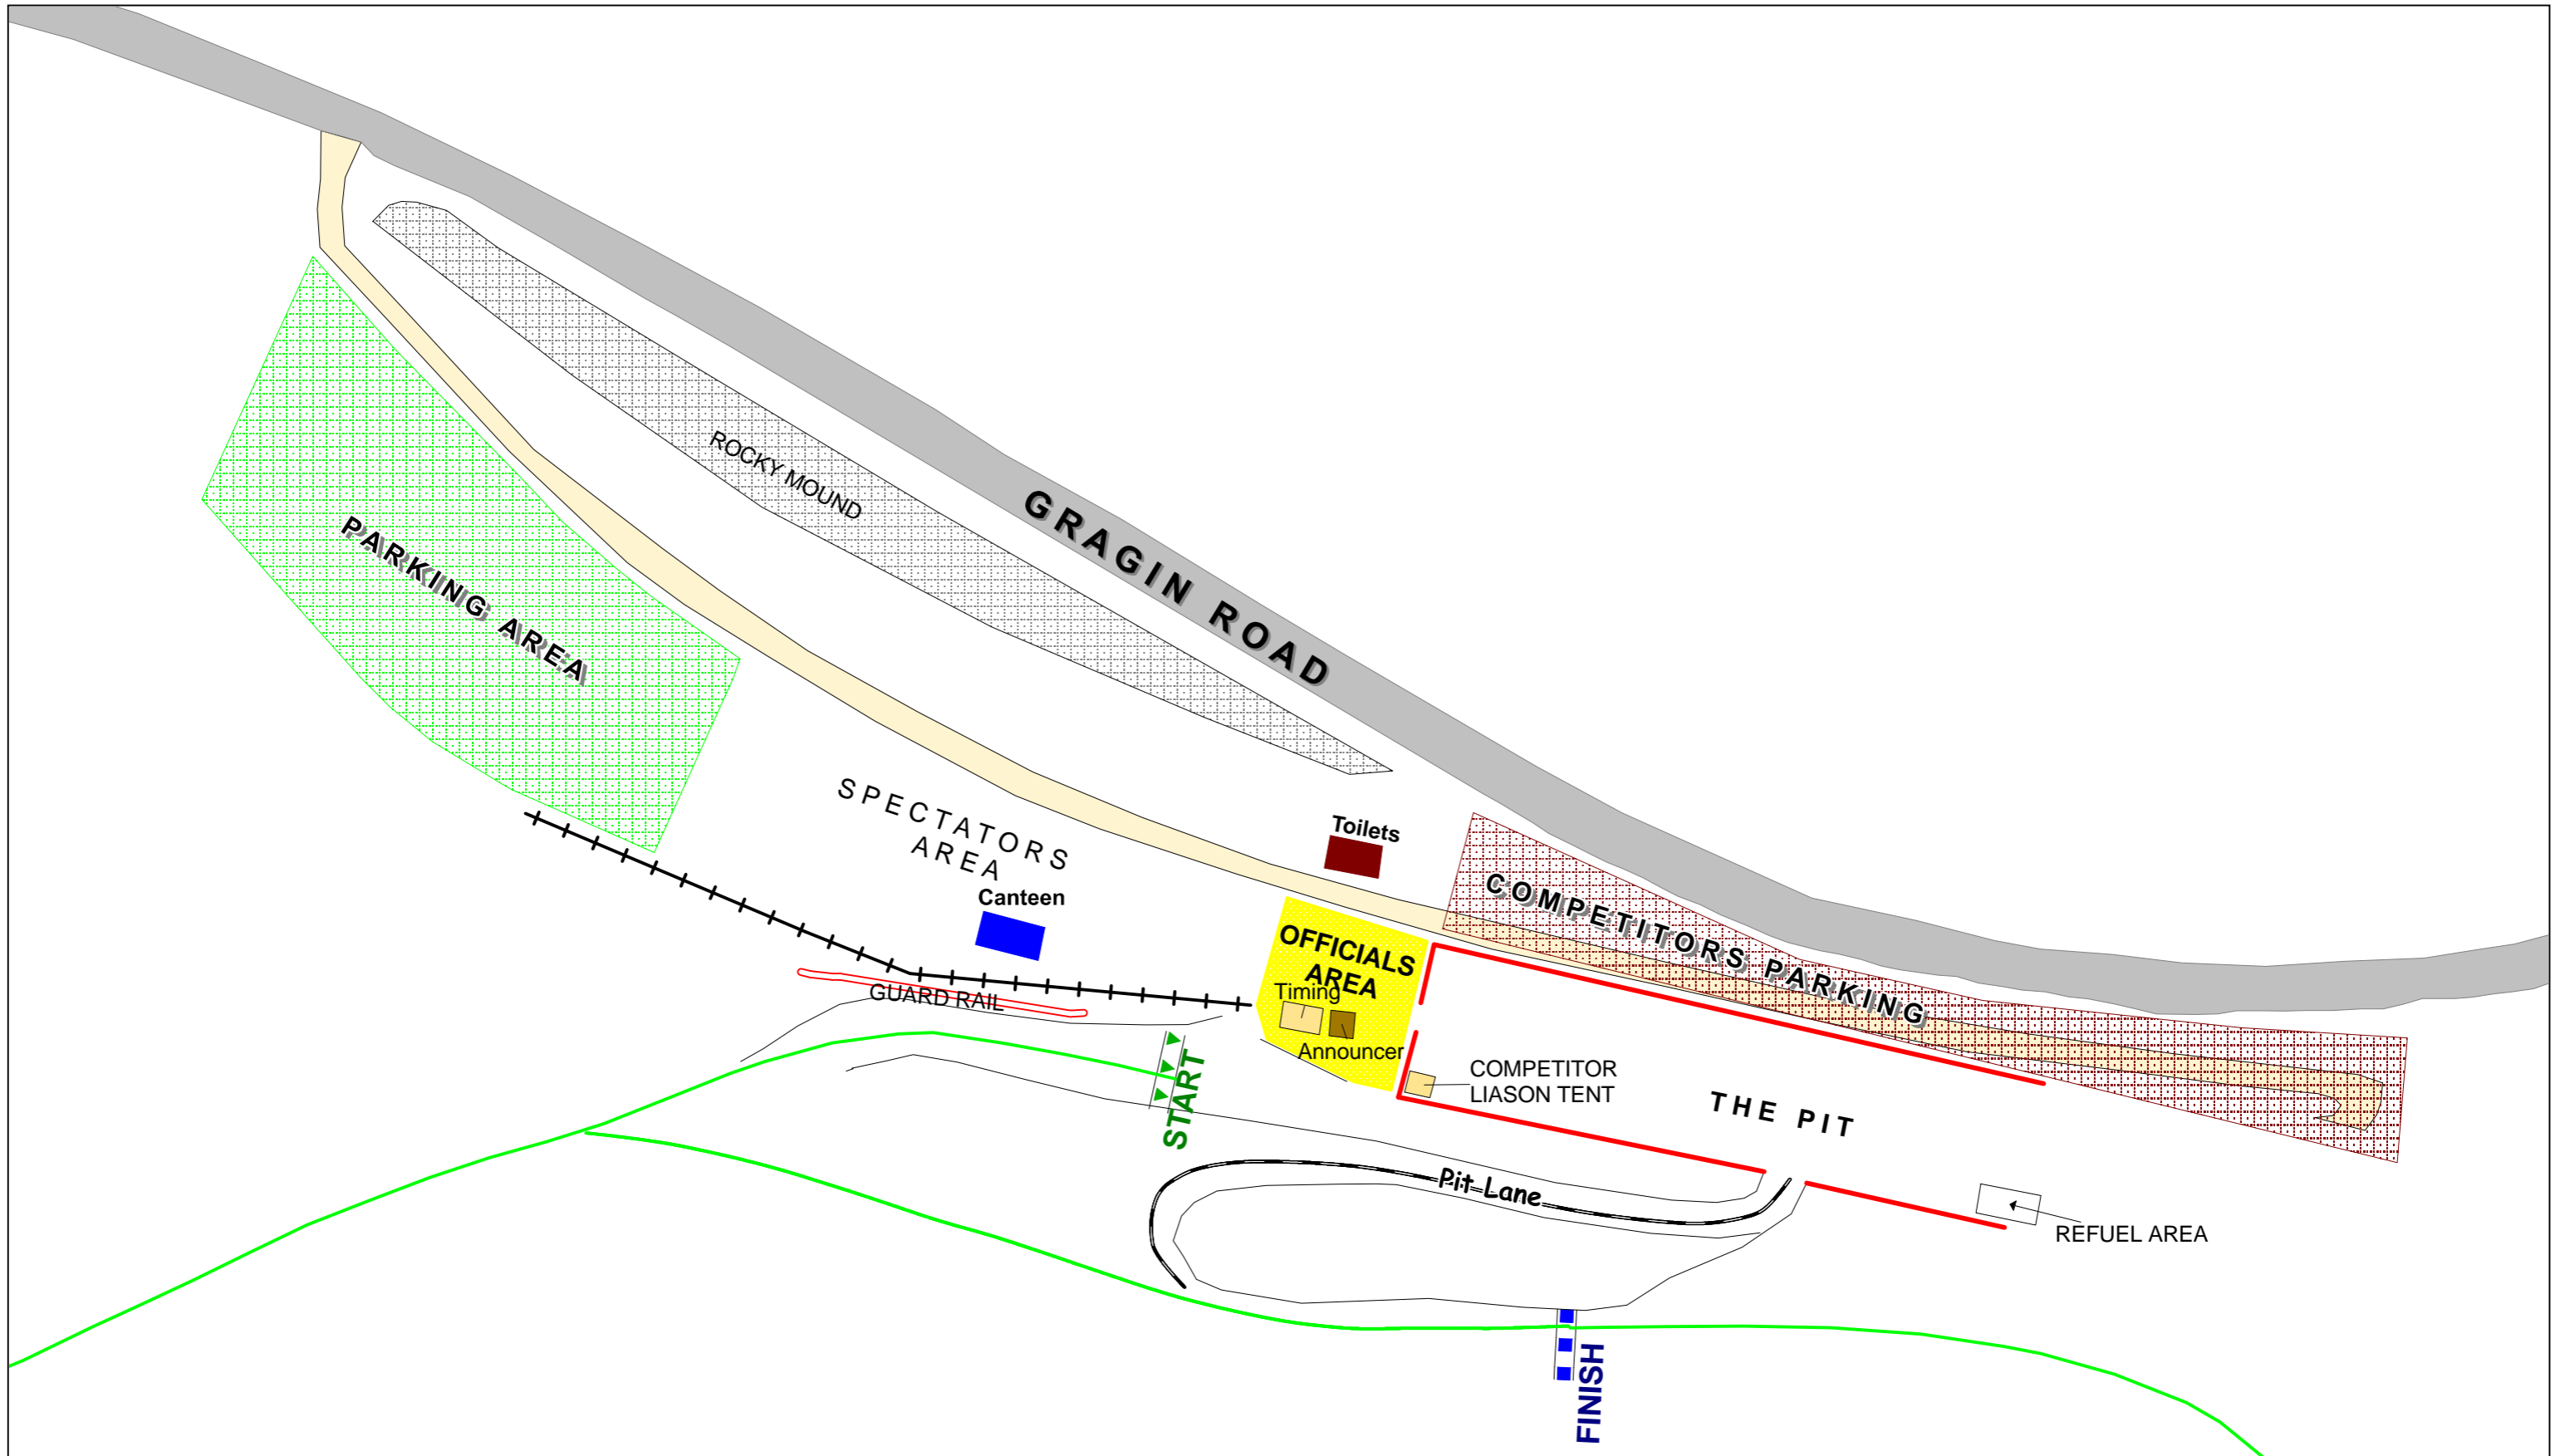 ROCKY MOUND
GRAGIN ROAD
PARKING AREA
SPECTATORS
AREA
Canteen
Toilets
COMPETITORS PARKING
OFFICIALS
AREA
Timing
Announcer
GUARD RAIL
START
COMPETITOR
LIASON TENT
THE PIT
Pit Lane
REFUEL AREA
FINISH